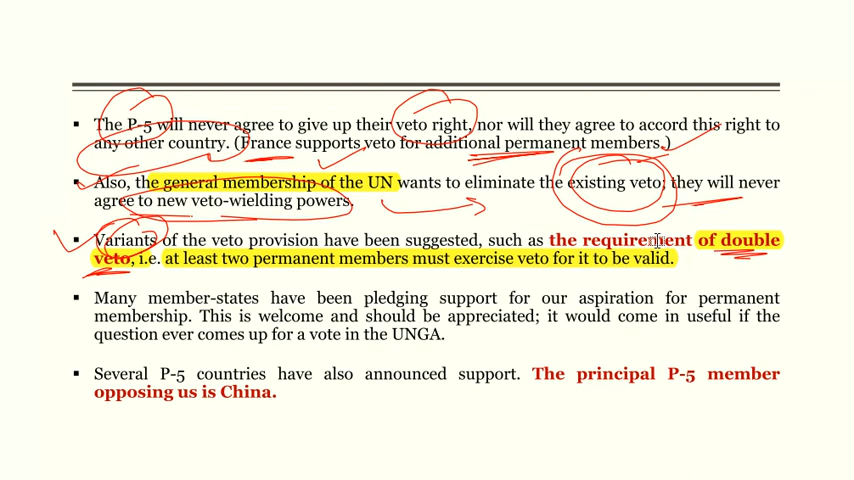 ▪ The P-5 will never agree to give up their veto right, nor will they agree to accord this right to
any other country. (France supports veto for additional permanent members.)
▪ Also, the general membership of the UN wants to eliminate the existing veto; they will never
agree to new veto-wielding powers.
▪ Variants of the veto provision have been suggested, such as the requirement of double
veto, i.e. at least two permanent members must exercise veto for it to be valid.
▪ Many member-states have been pledging support for our aspiration for permanent
membership. This is welcome and should be appreciated; it would come in useful if the
question ever comes up for a vote in the UNGA.
▪ Several P-5 countries have also announced support. The principal P-5 member
opposing us is China.